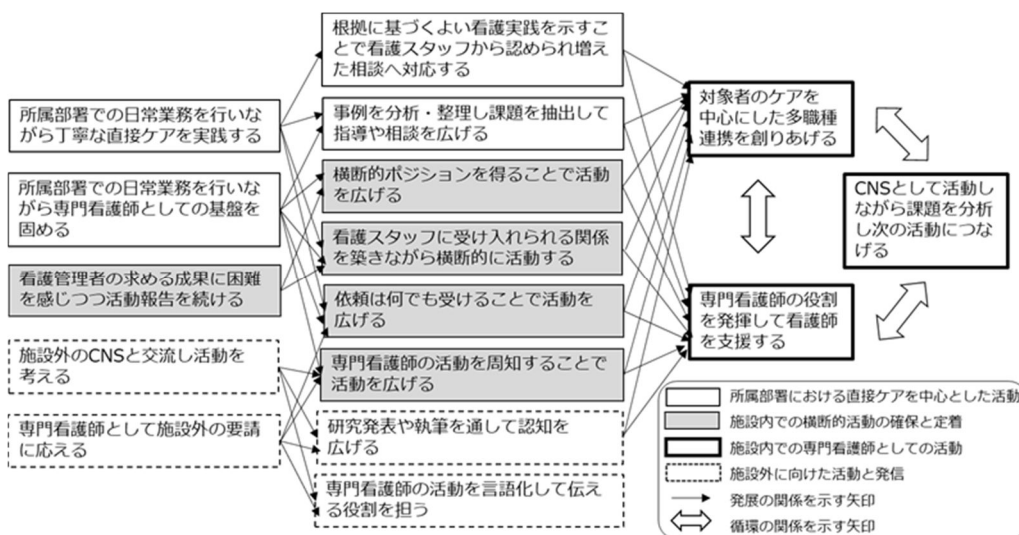 根拠に基づくよい看護実践を示すこ
とで看護スタッフから認められ増え
た相談へ対応する
所属部署での日常業務を行いな
がら丁寧な直接ケアを実践する
事例を分析・整理し課題を抽出して
指導や相談を広げる
対象者のケアを
中心にした多職種
連携を創りあげる
所属部署での日常業務を行いな
がら専門看護師としての基盤を
固める
横断的ポジションを得ることで活動
を広げる
CNSとして活動し
ながら課題を分析
し次の活動につな
げる
看護スタッフに受け入れられる関係
を築きながら横断的に活動する
看護管理者の求める成果に困難
を感じつつ活動報告を続ける
依頼は何でも受けることで活動を
広げる
専門看護師の役割
を発揮して看護師
を支援する
施設外のCNSと交流し活動を
考える
専門看護師の活動を周知することで
活動を広げる
専門看護師として施設外の要請
に応える
研究発表や執筆を通して認知を
広げる
専門看護師の活動を言語化して伝え
る役割を担う
所属部署における直接ケアを中心とした活動
施設内での横断的活動の確保と定着
施設内での専門看護師としての活動
施設外に向けた活動と発信
発展の関係を示す矢印
循環の関係を示す矢印